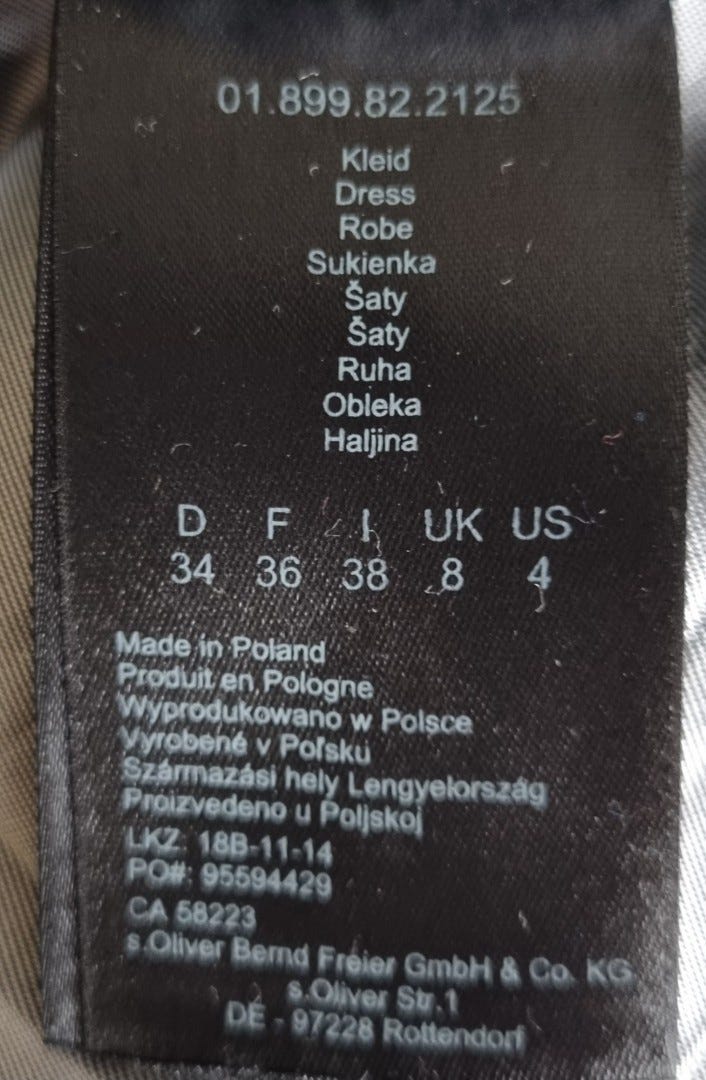 01.899.82.2125
Kleid
Dress
Robe
Sukienka
Šaty
Šaty
Ruha
Obleka
Haljina
D F I UK US
34 36 38 8 4
Made in Poland
Produit en Pologne
Wyprodukowano w Polsce
Vyrobené v Poľsku
Származási hely Lengyelország
Proizvedeno u Poljskoj
LKZ: 18B-11-14
PO#: 95594429
CA 58223
s.Oliver Bernd Freier GmbH & Co. KG
s.Oliver Str.1
DE - 97228 Rottendorf